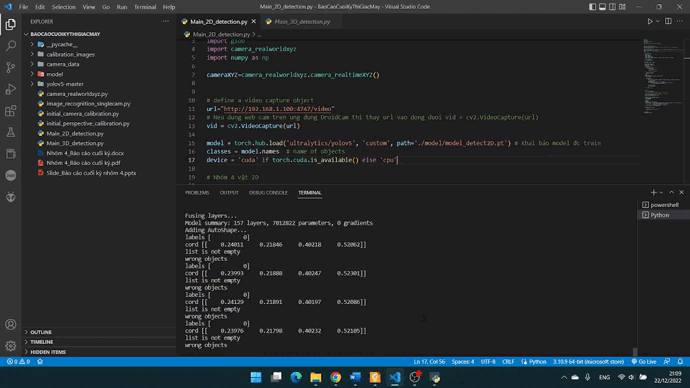 File Edit Selection View Go Run Terminal Help
Main_2D_detection.py - BaoCaoCuoiKyThiGiacMay - Visual Studio Code
EXPLORER
BAOCAOCUOIKYTHIGIACMAY
__pycache__
calibration_images
camera_data
model
yolov5-master
camera_realworldxyz.py
image_recognition_singlecam.py
initial_camera_calibration.py
initial_perspective_calibration.py
Main_2D_detection.py
Main_3D_detection.py
Nhóm 4_Báo cáo cuối kỳ.docx
Nhóm 4_Báo cáo cuối kỳ.pdf
Slide_Báo cáo cuối kỳ nhóm 4.pptx
OUTLINE
TIMELINE
HIDDEN ITEMS
Main_2D_detection.py
Main_3D_detection.py
Main_2D_detection.py > ...
3 import glob
4 import camera_realworldxyz
5 import numpy as np
6
7 cameraXYZ=camera_realworldxyz.camera_realtimeXYZ()
8
9
10 # define a video capture object
11 url="http://192.168.1.100:4747/video"
12 # Neu dung web cam tren ung dung DroidCam thi thay url vao dong duoi vid = cv2.VideoCapture(url)
13 vid = cv2.VideoCapture(url)
14
15 model = torch.hub.load('ultralytics/yolov5', 'custom', path='./model/model_detect2D.pt') # Khai báo model đc train
16 classes = model.names # name of objects
17 device = 'cuda' if torch.cuda.is_available() else 'cpu'
18
# Nhóm 4 vật 2D
PROBLEMS OUTPUT DEBUG CONSOLE TERMINAL
powershell
Python
Fusing layers...
Model summary: 157 layers, 7012822 parameters, 0 gradients
Adding AutoShape...
labels [ 0]
cord [[ 0.24011 0.21846 0.40218 0.52062]]
list is not empty
wrong objects
labels [ 0]
cord [[ 0.23993 0.21888 0.40247 0.52301]]
list is not empty
wrong objects
labels [ 0]
cord [[ 0.24129 0.21891 0.40197 0.52086]]
list is not empty
wrong objects
labels [ 0]
cord [[ 0.23976 0.21798 0.40232 0.52105]]
list is not empty
wrong objects
0 0 Ln 17, Col 56 Spaces: 4 UTF-8 CRLF Python 3.10.9 64-bit (microsoft store) Go Live
ENG
21:09
22/12/2022